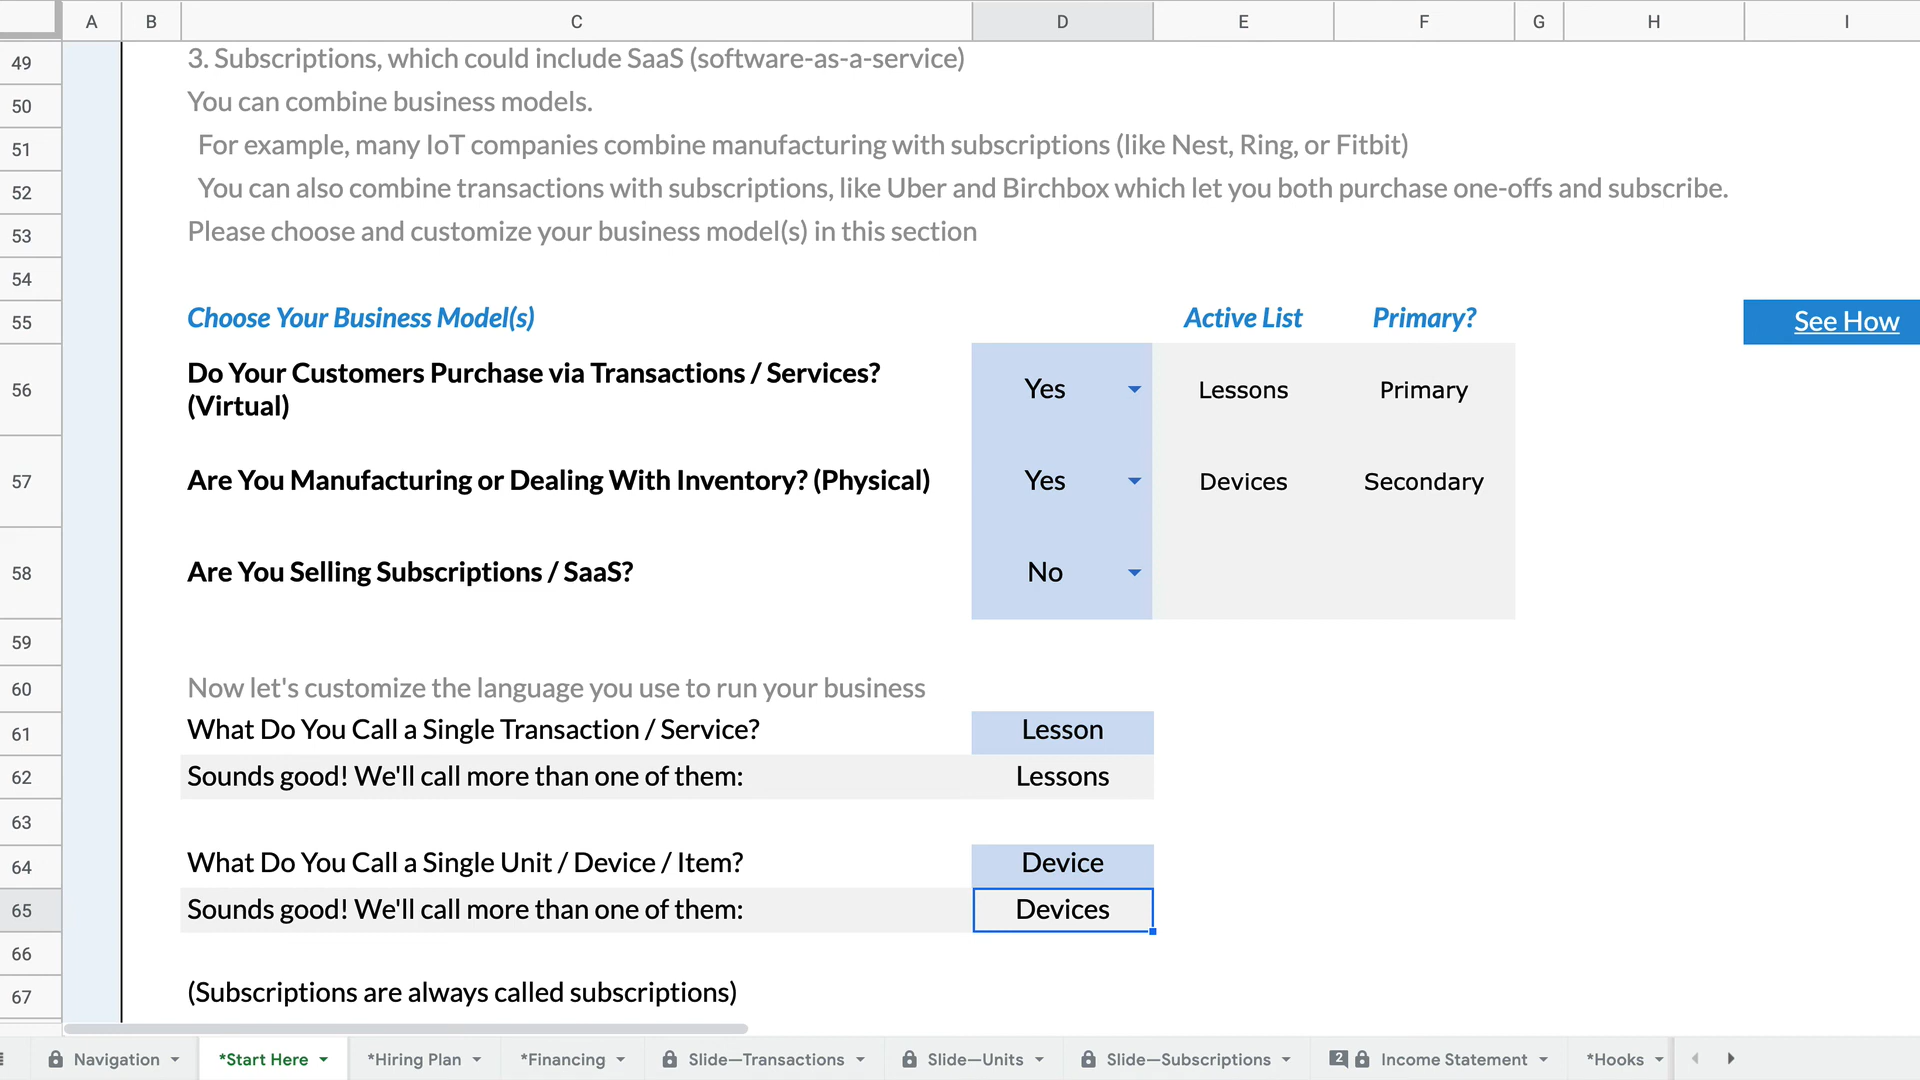 A B C D E F G H I
49 3. Subscriptions, which could include SaaS (software-as-a-service)
50 You can combine business models.
51 For example, many IoT companies combine manufacturing with subscriptions (like Nest, Ring, or Fitbit)
52 You can also combine transactions with subscriptions, like Uber and Birchbox which let you both purchase one-offs and subscribe.
53 Please choose and customize your business model(s) in this section
54
55 Choose Your Business Model(s) Active List Primary? See How
Do Your Customers Purchase via Transactions / Services?
56 (Virtual) Yes Lessons Primary
57 Are You Manufacturing or Dealing With Inventory? (Physical) Yes Devices Secondary
58 Are You Selling Subscriptions / SaaS? No
59
60 Now let's customize the language you use to run your business
61 What Do You Call a Single Transaction / Service? Lesson
62 Sounds good! We'll call more than one of them: Lessons
63
64 What Do You Call a Single Unit / Device / Item? Device
65 Sounds good! We'll call more than one of them: Devices
66
67 (Subscriptions are always called subscriptions)
Navigation *Start Here *Hiring Plan *Financing Slide—Transactions Slide—Units Slide—Subscriptions 2 Income Statement *Hooks